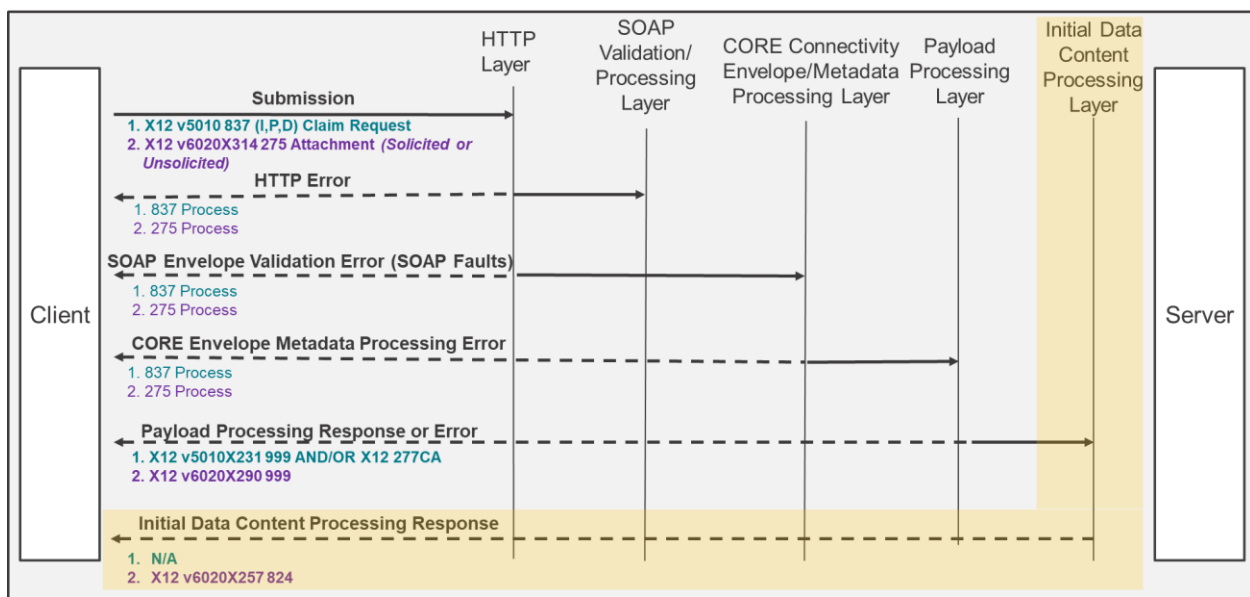 HTTP
Layer
SOAP
Validation/
Processing
Layer
CORE Connectivity
Envelope/Metadata
Processing Layer
Payload
Processing
Layer
Initial Data
Content
Processing
Layer
Client
Server
Submission
1. X12 v5010 837 (I,P,D) Claim Request
2. X12 v6020X314 275 Attachment (Solicited or
Unsolicited)
HTTP Error
1. 837 Process
2. 275 Process
SOAP Envelope Validation Error (SOAP Faults)
1. 837 Process
2. 275 Process
CORE Envelope Metadata Processing Error
1. 837 Process
2. 275 Process
Payload Processing Response or Error
1. X12 v5010X231 999 AND/OR X12 277CA
2. X12 v6020X290 999
Initial Data Content Processing Response
1. N/A
2. X12 v6020X257 824